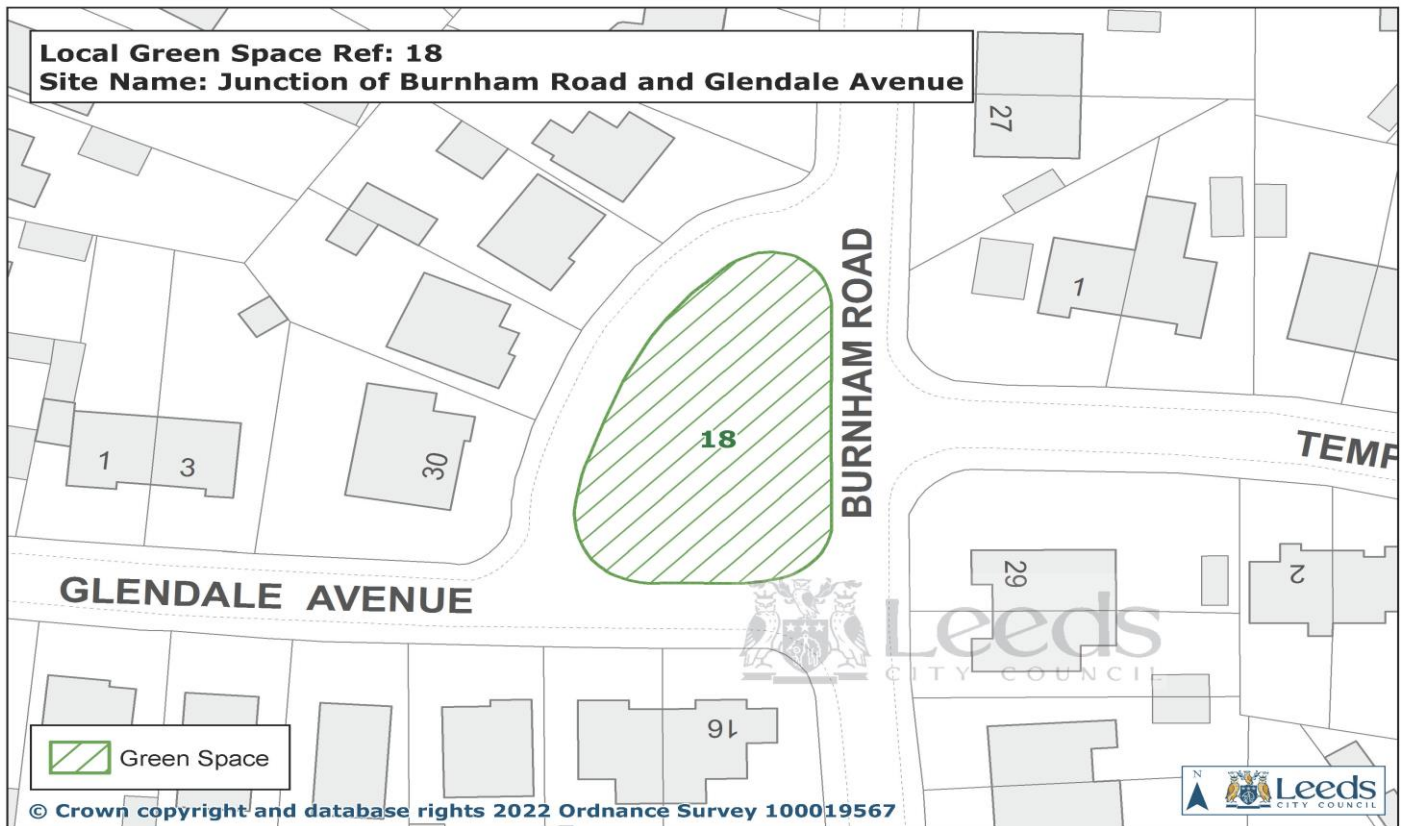 Local Green Space Ref: 18
Site Name: Junction of Burnham Road and Glendale Avenue
27
BURNHAM ROAD
1
18
TEMP
1
3
30
GLENDALE AVENUE
29
2
Leeds
CITY COUNCIL
16
Green Space
N
Leeds
CITY COUNCIL
© Crown copyright and database rights 2022 Ordnance Survey 100019567